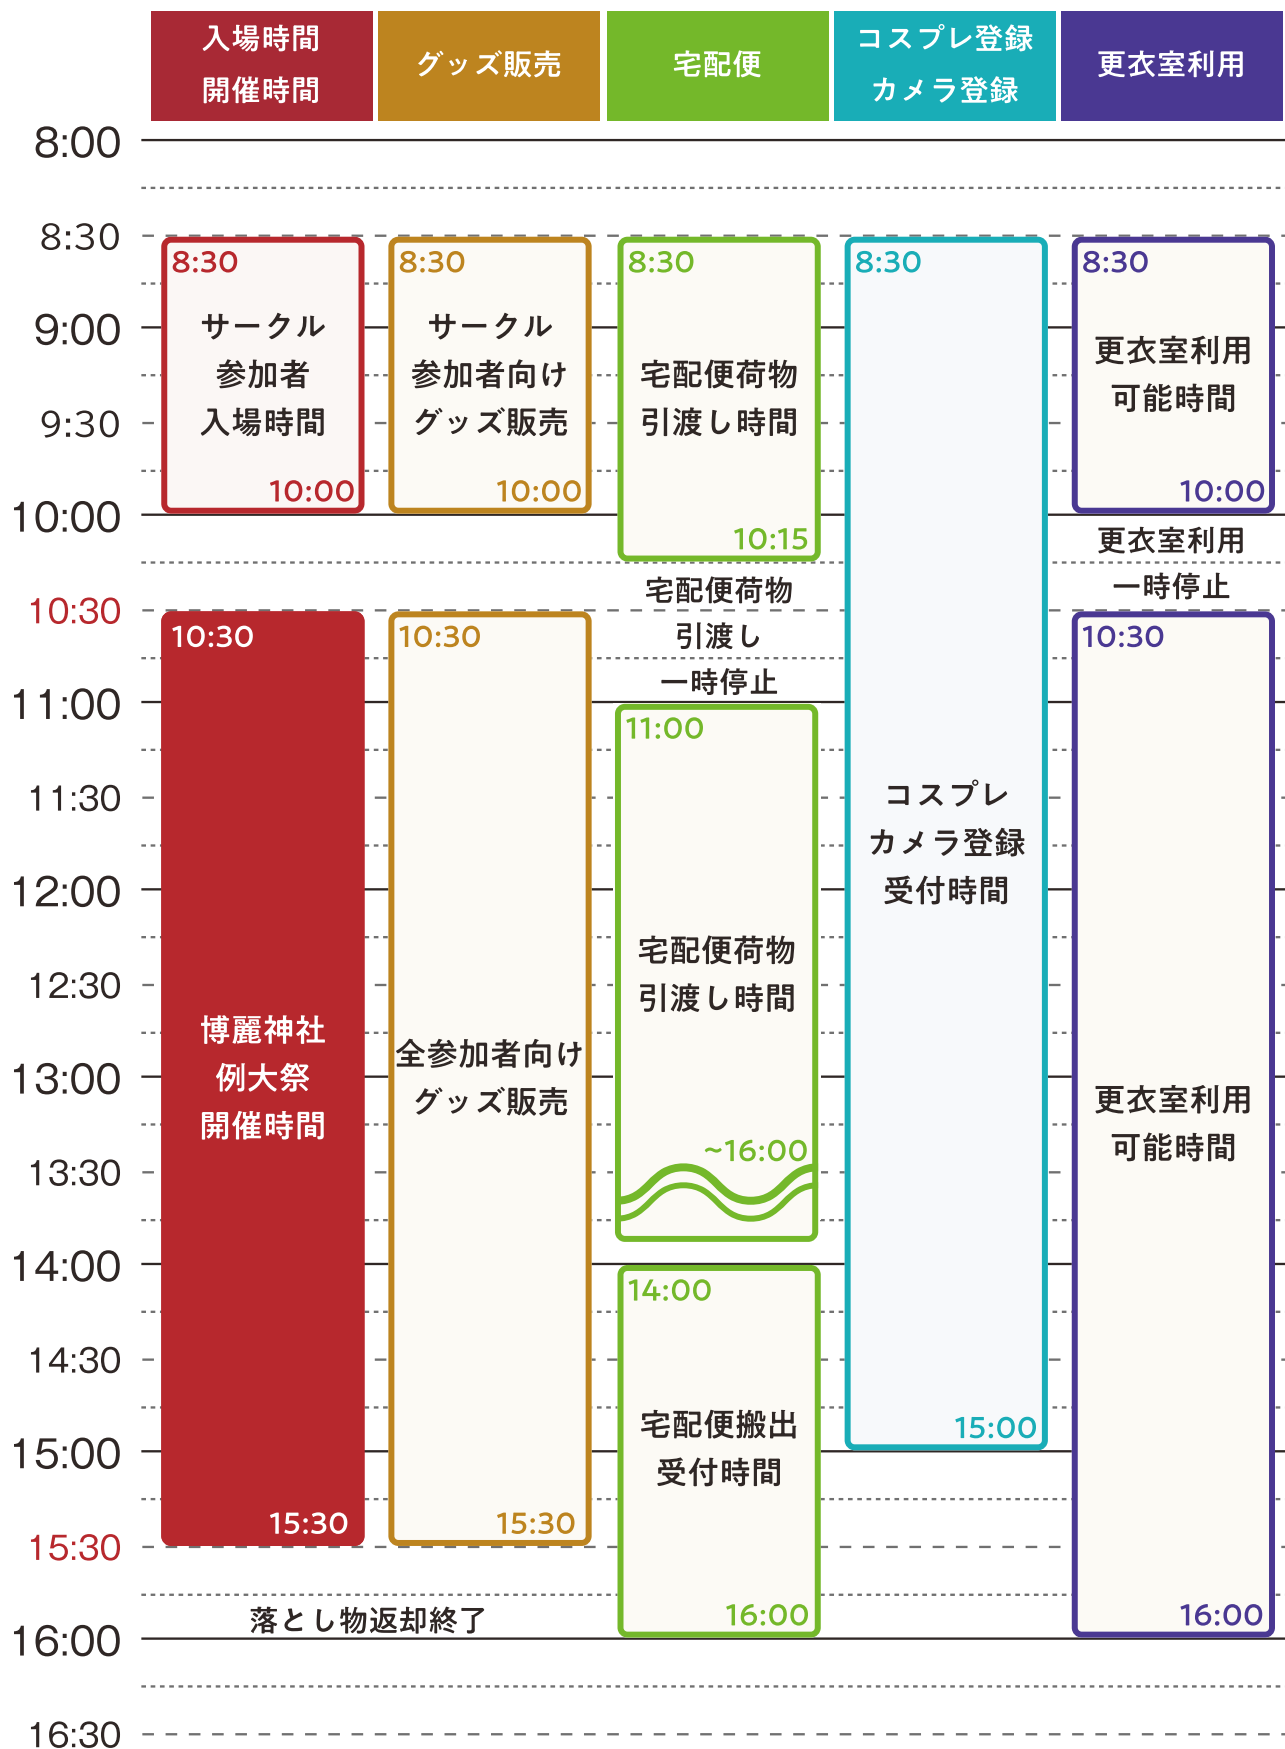 入場時間
開催時間
グッズ販売
宅配便
コスプレ登録
カメラ登録
更衣室利用
8:00
8:30
9:00
9:30
10:00
10:30
11:00
11:30
12:00
12:30
13:00
13:30
14:00
14:30
15:00
15:30
16:00
16:30
8:30
サークル
参加者
入場時間
10:00
10:30
博麗神社
例大祭
開催時間
15:30
落とし物返却終了
8:30
サークル
参加者向け
グッズ販売
10:00
10:30
全参加者向け
グッズ販売
15:30
8:30
宅配便荷物
引渡し時間
10:15
宅配便荷物
引渡し
一時停止
11:00
宅配便荷物
引渡し時間
~16:00
14:00
宅配便搬出
受付時間
16:00
8:30
コスプレ
カメラ登録
受付時間
15:00
8:30
更衣室利用
可能時間
10:00
更衣室利用
一時停止
10:30
更衣室利用
可能時間
16:00